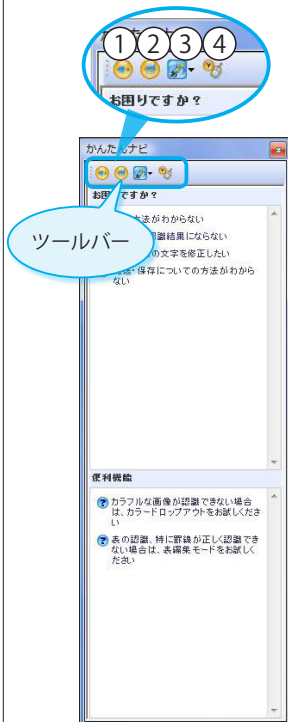 ①②③④
お困りですか？
かんたんナビ
お困りですか？
ツールバー
方法がわからない
認識結果にならない
の文字を修正したい
・保存についての方法がわから
ない
便利機能
カラフルな画像が認識できない場合
は、カラードロップアウトをお試しくださ
い
表の認識、特に罫線が正しく認識でき
ない場合は、表編集モードをお試しく
ださい